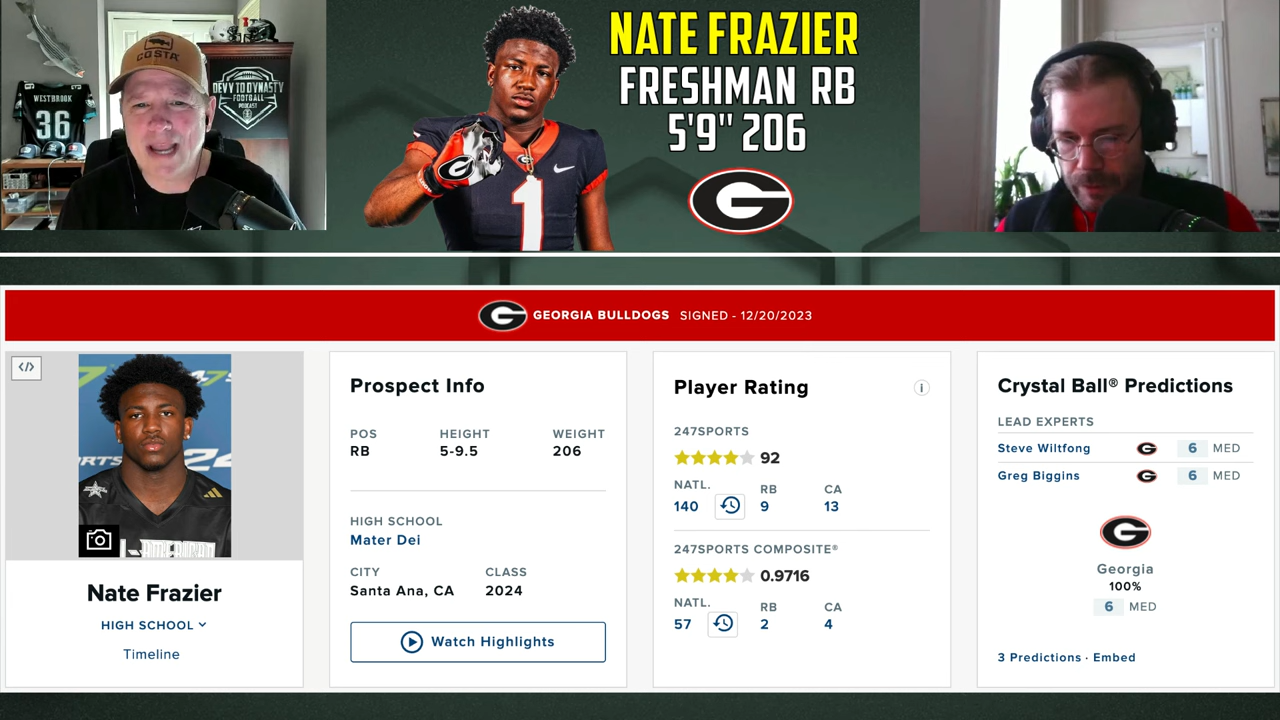 CGSTA
WESTBROOK
36
DEVY TO DYNASTY
FOOTBALL
PODCAST
NATE FRAZIER
FRESHMAN RB
5'9" 206
G
G
1
G
G GEORGIA BULLDOGS SIGNED - 12/20/2023
</>
Nate Frazier
HIGH SCHOOL
Timeline
Prospect Info
POS HEIGHT WEIGHT
RB 5-9.5 206
HIGH SCHOOL
Mater Dei
CITY CLASS
Santa Ana, CA 2024
Watch Highlights
Player Rating i
247SPORTS
92
NATL. RB CA
140 9 13
247SPORTS COMPOSITE®
0.9716
NATL. RB CA
57 2 4
Crystal Ball® Predictions
LEAD EXPERTS
Steve Wiltfong G 6 MED
Greg Biggins G 6 MED
G
Georgia
100%
6 MED
3 Predictions · Embed